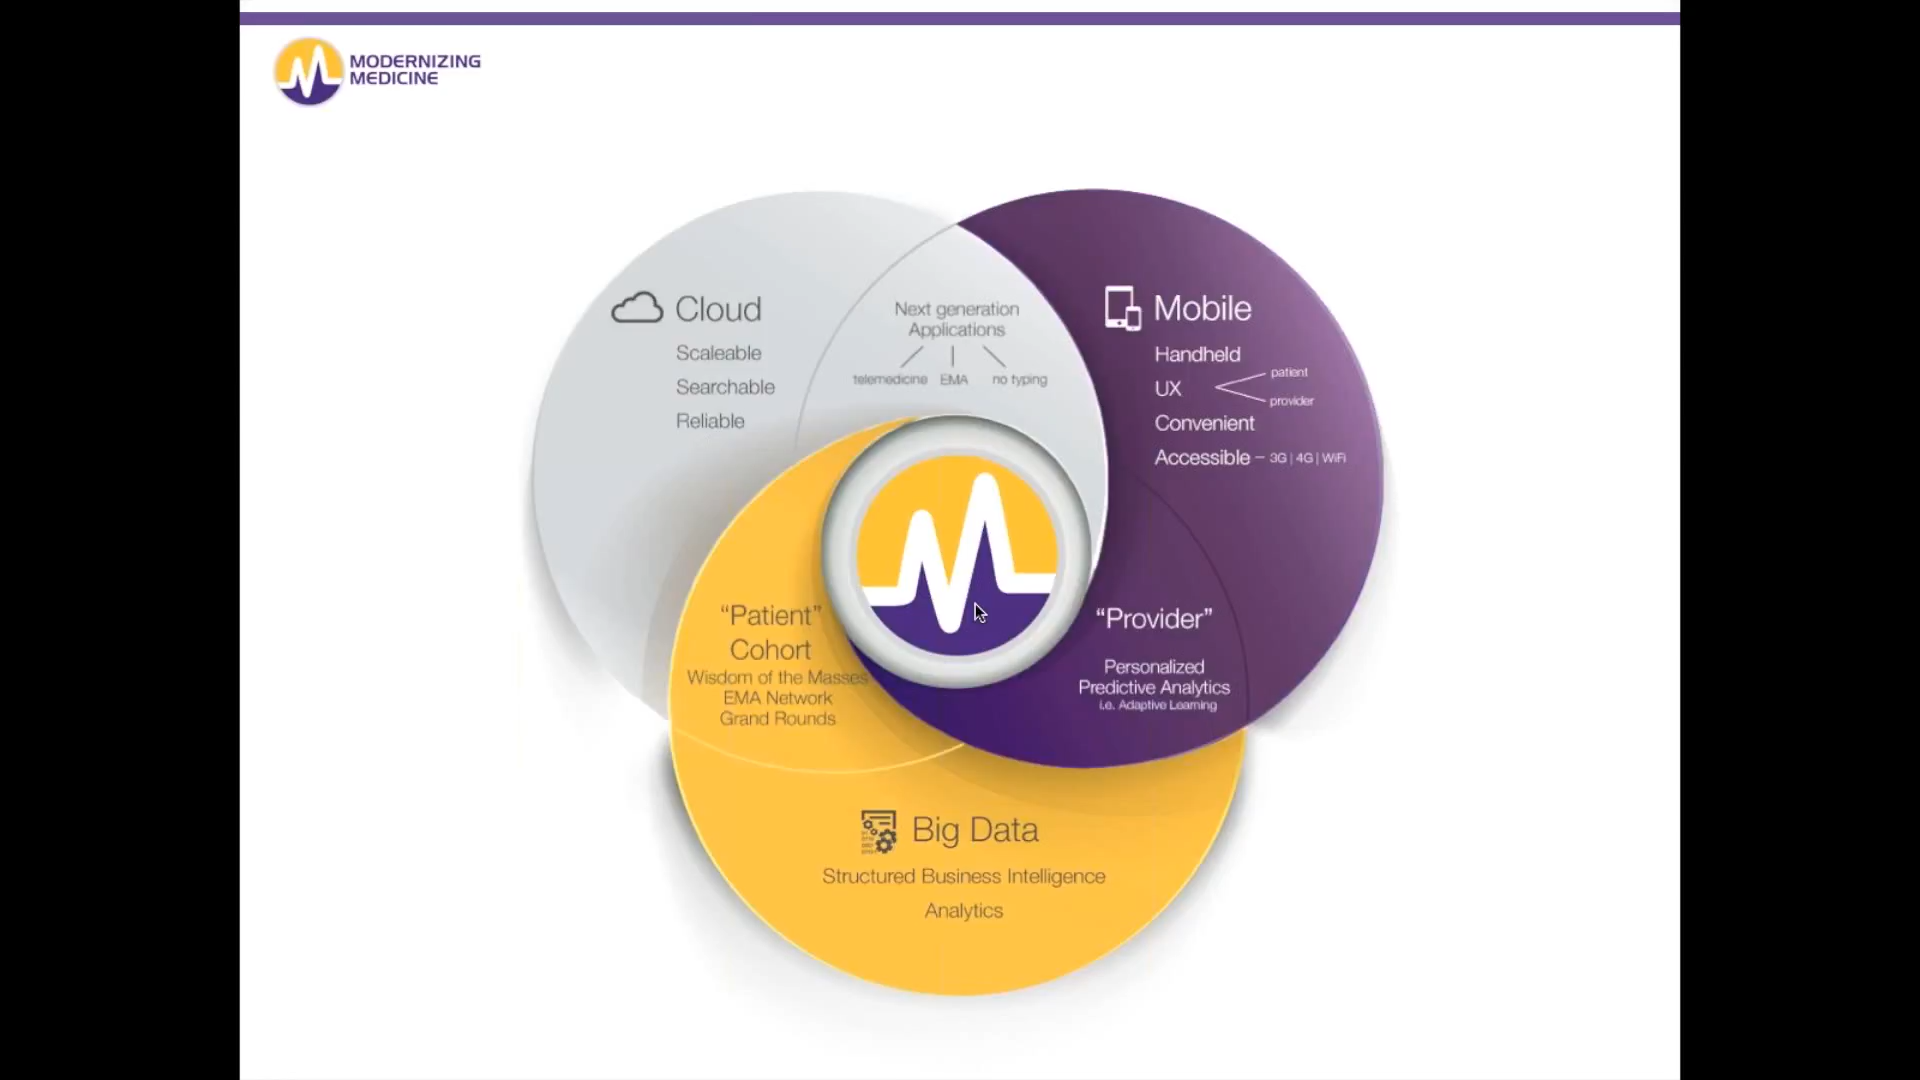 MODERNIZING
MEDICINE
Cloud
Scaleable
Searchable
Reliable
Next generation
Applications
telemedicine EMA no typing
Mobile
Handheld
UX
patient
provider
Convenient
Accessible – 3G | 4G | WiFi
“Patient”
Cohort
Wisdom of the Masses
EMA Network
Grand Rounds
“Provider”
Personalized
Predictive Analytics
i.e. Adaptive Learning
Big Data
Structured Business Intelligence
Analytics